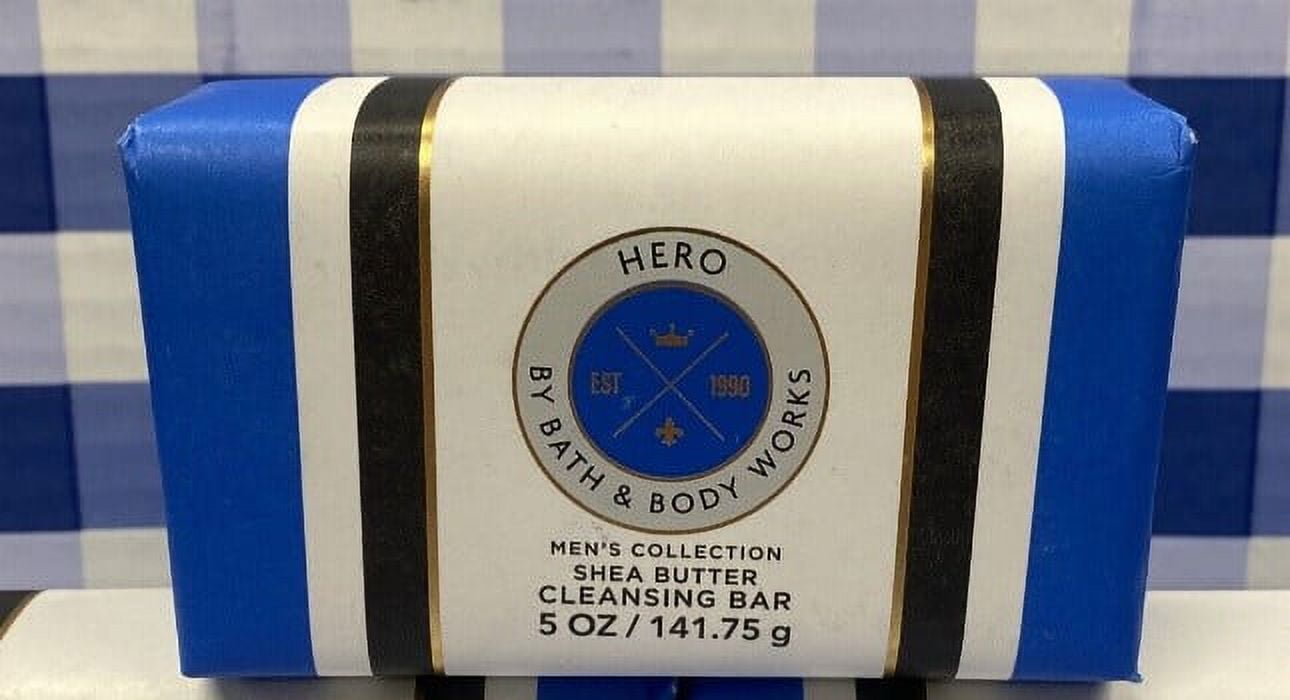 HERO
EST 1990
BY BATH & BODY WORKS
MEN'S COLLECTION
SHEA BUTTER
CLEANSING BAR
5 OZ / 141.75 g